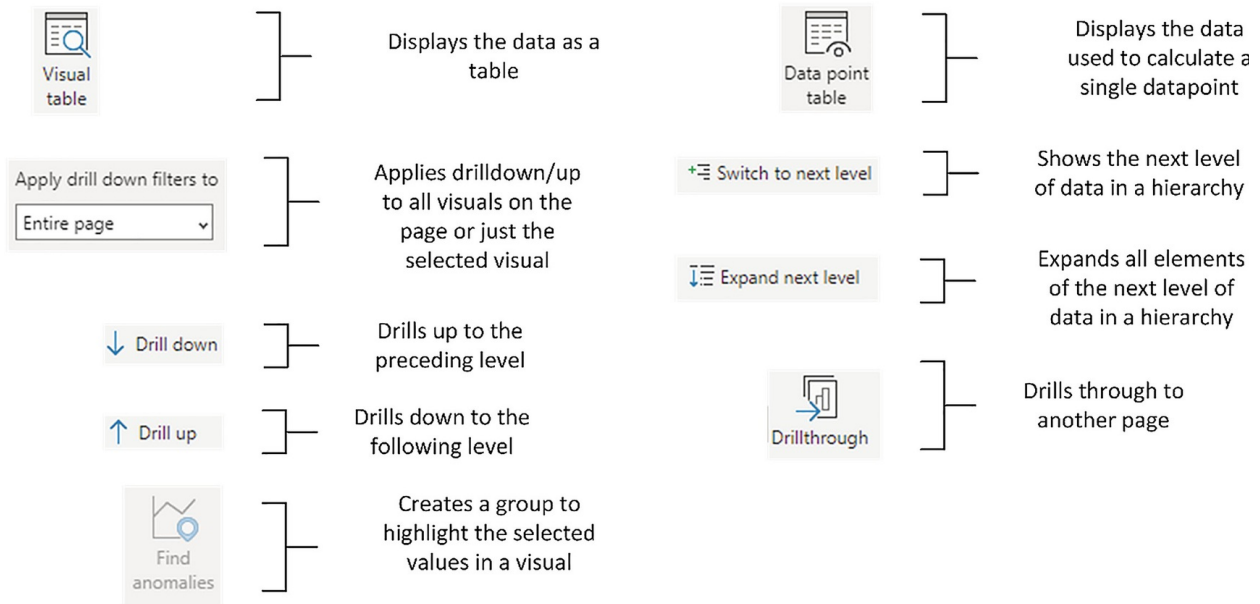 Visual
table
Displays the data as a
table
Apply drill down filters to
Entire page
Applies drilldown/up
to all visuals on the
page or just the
selected visual
Drill down
Drills up to the
preceding level
Drill up
Drills down to the
following level
Find
anomalies
Creates a group to
highlight the selected
values in a visual
Data point
table
Displays the data
used to calculate a
single datapoint
Switch to next level
Shows the next level
of data in a hierarchy
Expand next level
Expands all elements
of the next level of
data in a hierarchy
Drillthrough
Drills through to
another page